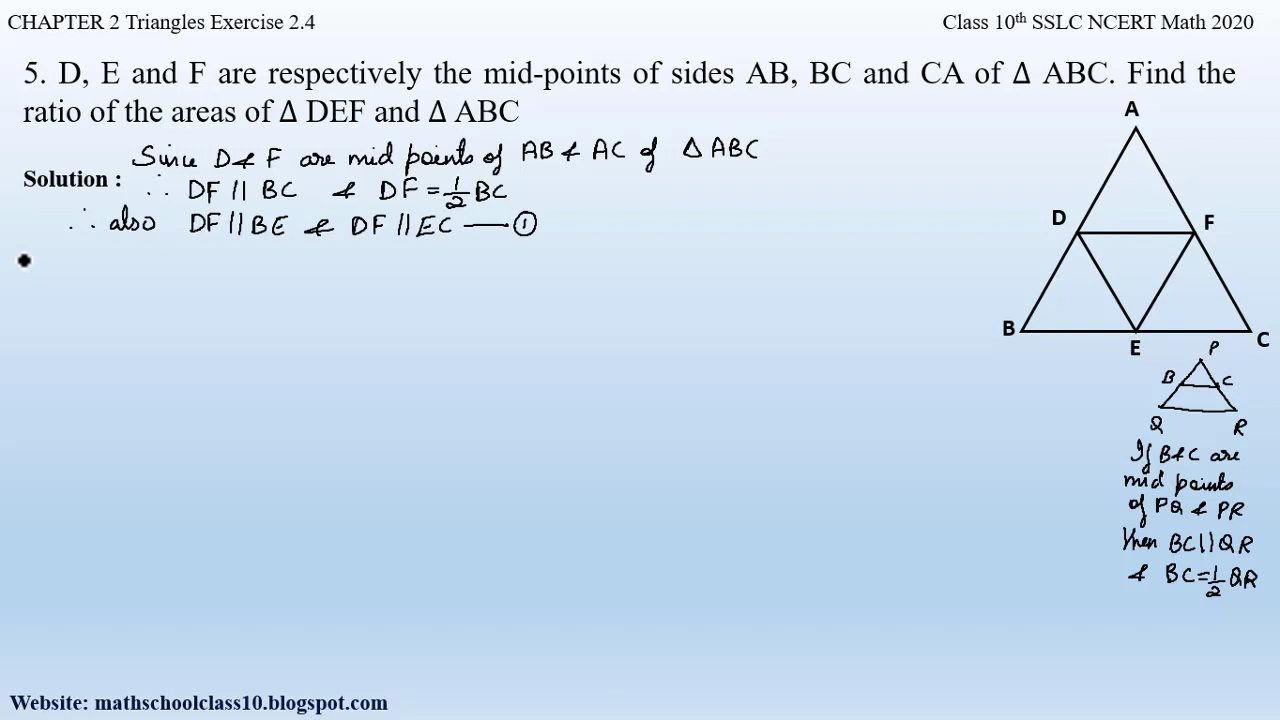 CHAPTER 2 Triangles Exercise 2.4
Class 10th SSLC NCERT Math 2020
5. D, E and F are respectively the mid-points of sides AB, BC and CA of Δ ABC. Find the
ratio of the areas of Δ DEF and Δ ABC
Since D & F are mid points of AB & AC of Δ ABC
Solution :
∴ DF || BC & DF = 1/2 BC
∴ also DF || BE & DF || EC —— ①
A
D
F
B
E
C
P
B
C
Q
R
If B & C are
mid points
of PQ & PR
then BC || QR
& BC = 1/2 QR
Website: mathschoolclass10.blogspot.com